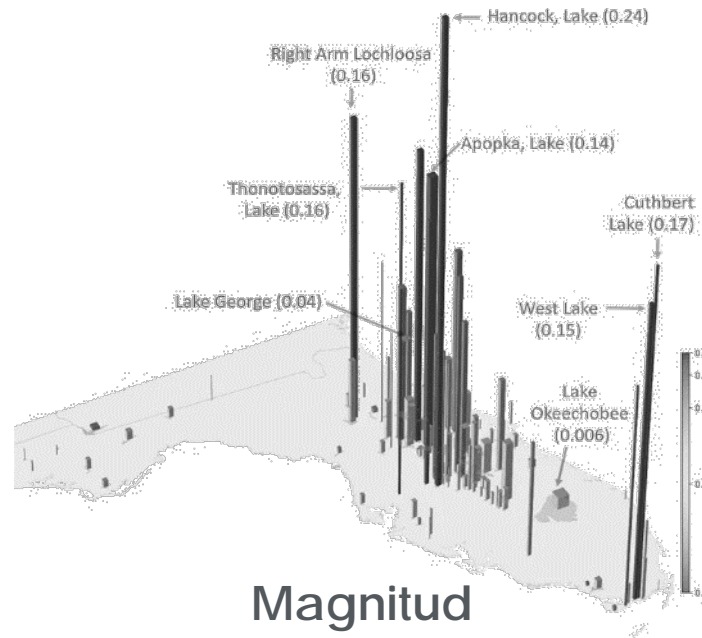 Hancock, Lake (0.24)
Right Arm Lochloosa
(0.16)
Apopka, Lake (0.14)
Thonotosassa,
Lake (0.16)
Cuthbert
Lake (0.17)
Lake George (0.04)
West Lake
(0.15)
Lake
Okeechobee
(0.006)
Magnitud